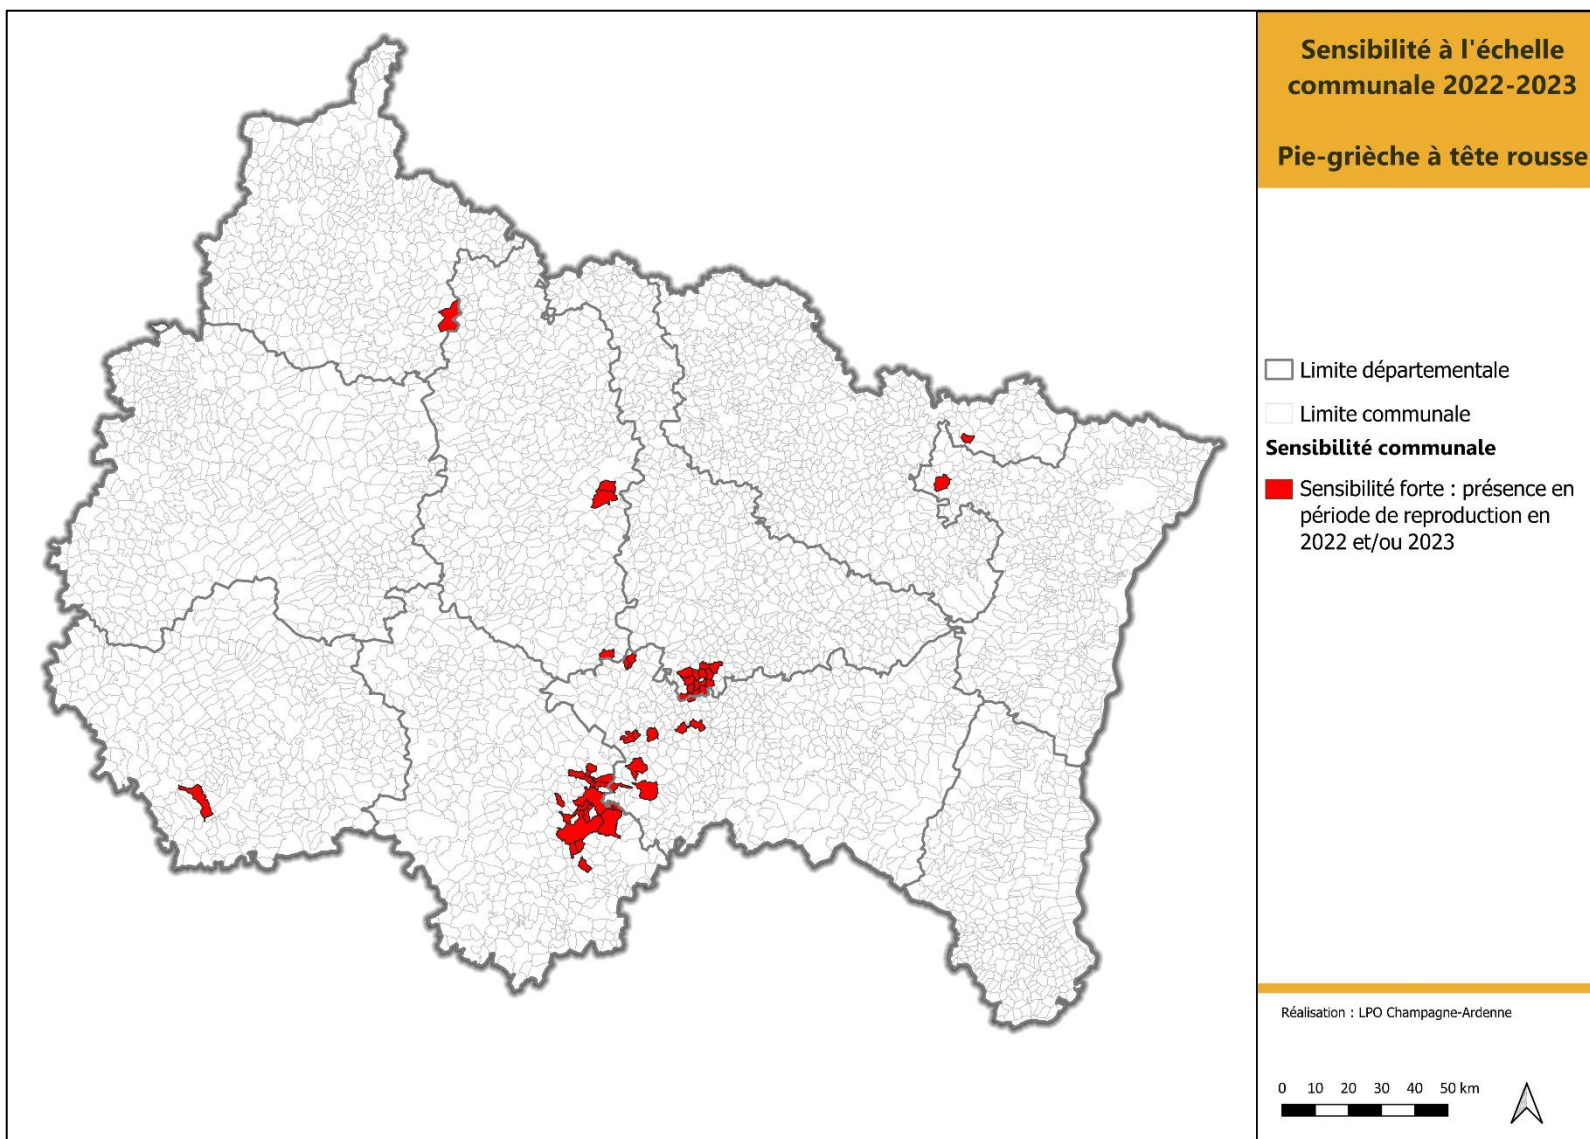 Sensibilité à l'échelle
communale 2022-2023
Pie-grièche à tête rousse
Limite départementale
Limite communale
Sensibilité communale
Sensibilité forte : présence en
période de reproduction en
2022 et/ou 2023
Réalisation : LPO Champagne-Ardenne
0 10 20 30 40 50 km